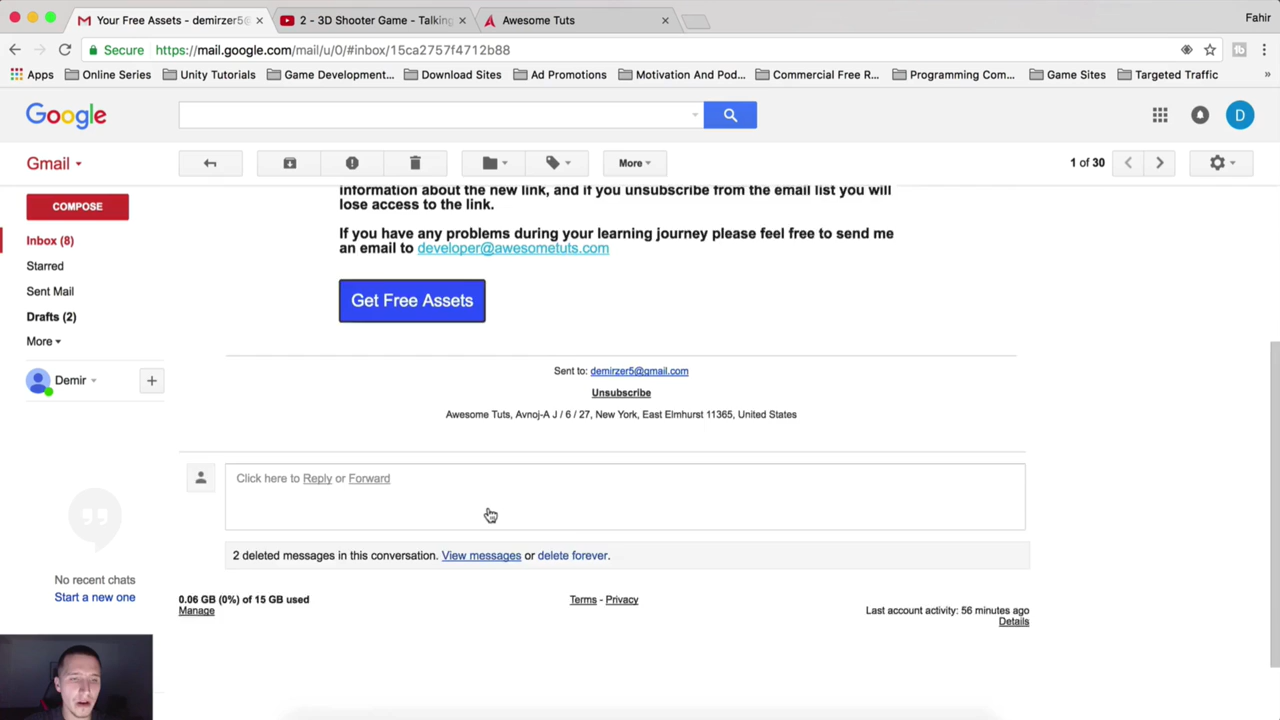 Your Free Assets - demirzer5@
2 - 3D Shooter Game - Talking
Awesome Tuts
Fahir
Secure
https://mail.google.com/mail/u/0/#inbox/15ca2757f4712b88
Apps
Online Series
Unity Tutorials
Game Development...
Download Sites
Ad Promotions
Motivation And Pod...
Commercial Free R...
Programming Com...
Game Sites
Targeted Traffic
»
Google
D
Gmail
More
1 of 30
COMPOSE
Inbox (8)
Starred
Sent Mail
Drafts (2)
More
Demir
No recent chats
Start a new one
information about the new link, and if you unsubscribe from the email list you will
lose access to the link.
If you have any problems during your learning journey please feel free to send me
an email to developer@awesometuts.com
Get Free Assets
Sent to: demirzer5@gmail.com
Unsubscribe
Awesome Tuts, Avnoj-A J / 6 / 27, New York, East Elmhurst 11365, United States
Click here to Reply or Forward
2 deleted messages in this conversation. View messages or delete forever.
0.06 GB (0%) of 15 GB used
Manage
Terms - Privacy
Last account activity: 56 minutes ago
Details